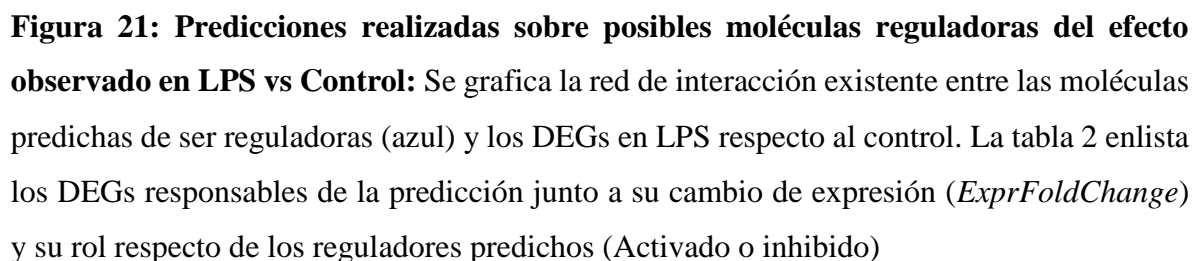 Figura 21: Predicciones realizadas sobre posibles moléculas reguladoras del efecto
observado en LPS vs Control: Se grafica la red de interacción existente entre las moléculas
predichas de ser reguladoras (azul) y los DEGs en LPS respecto al control. La tabla 2 enlista
los DEGs responsables de la predicción junto a su cambio de expresión (ExprFoldChange)
y su rol respecto de los reguladores predichos (Activado o inhibido)